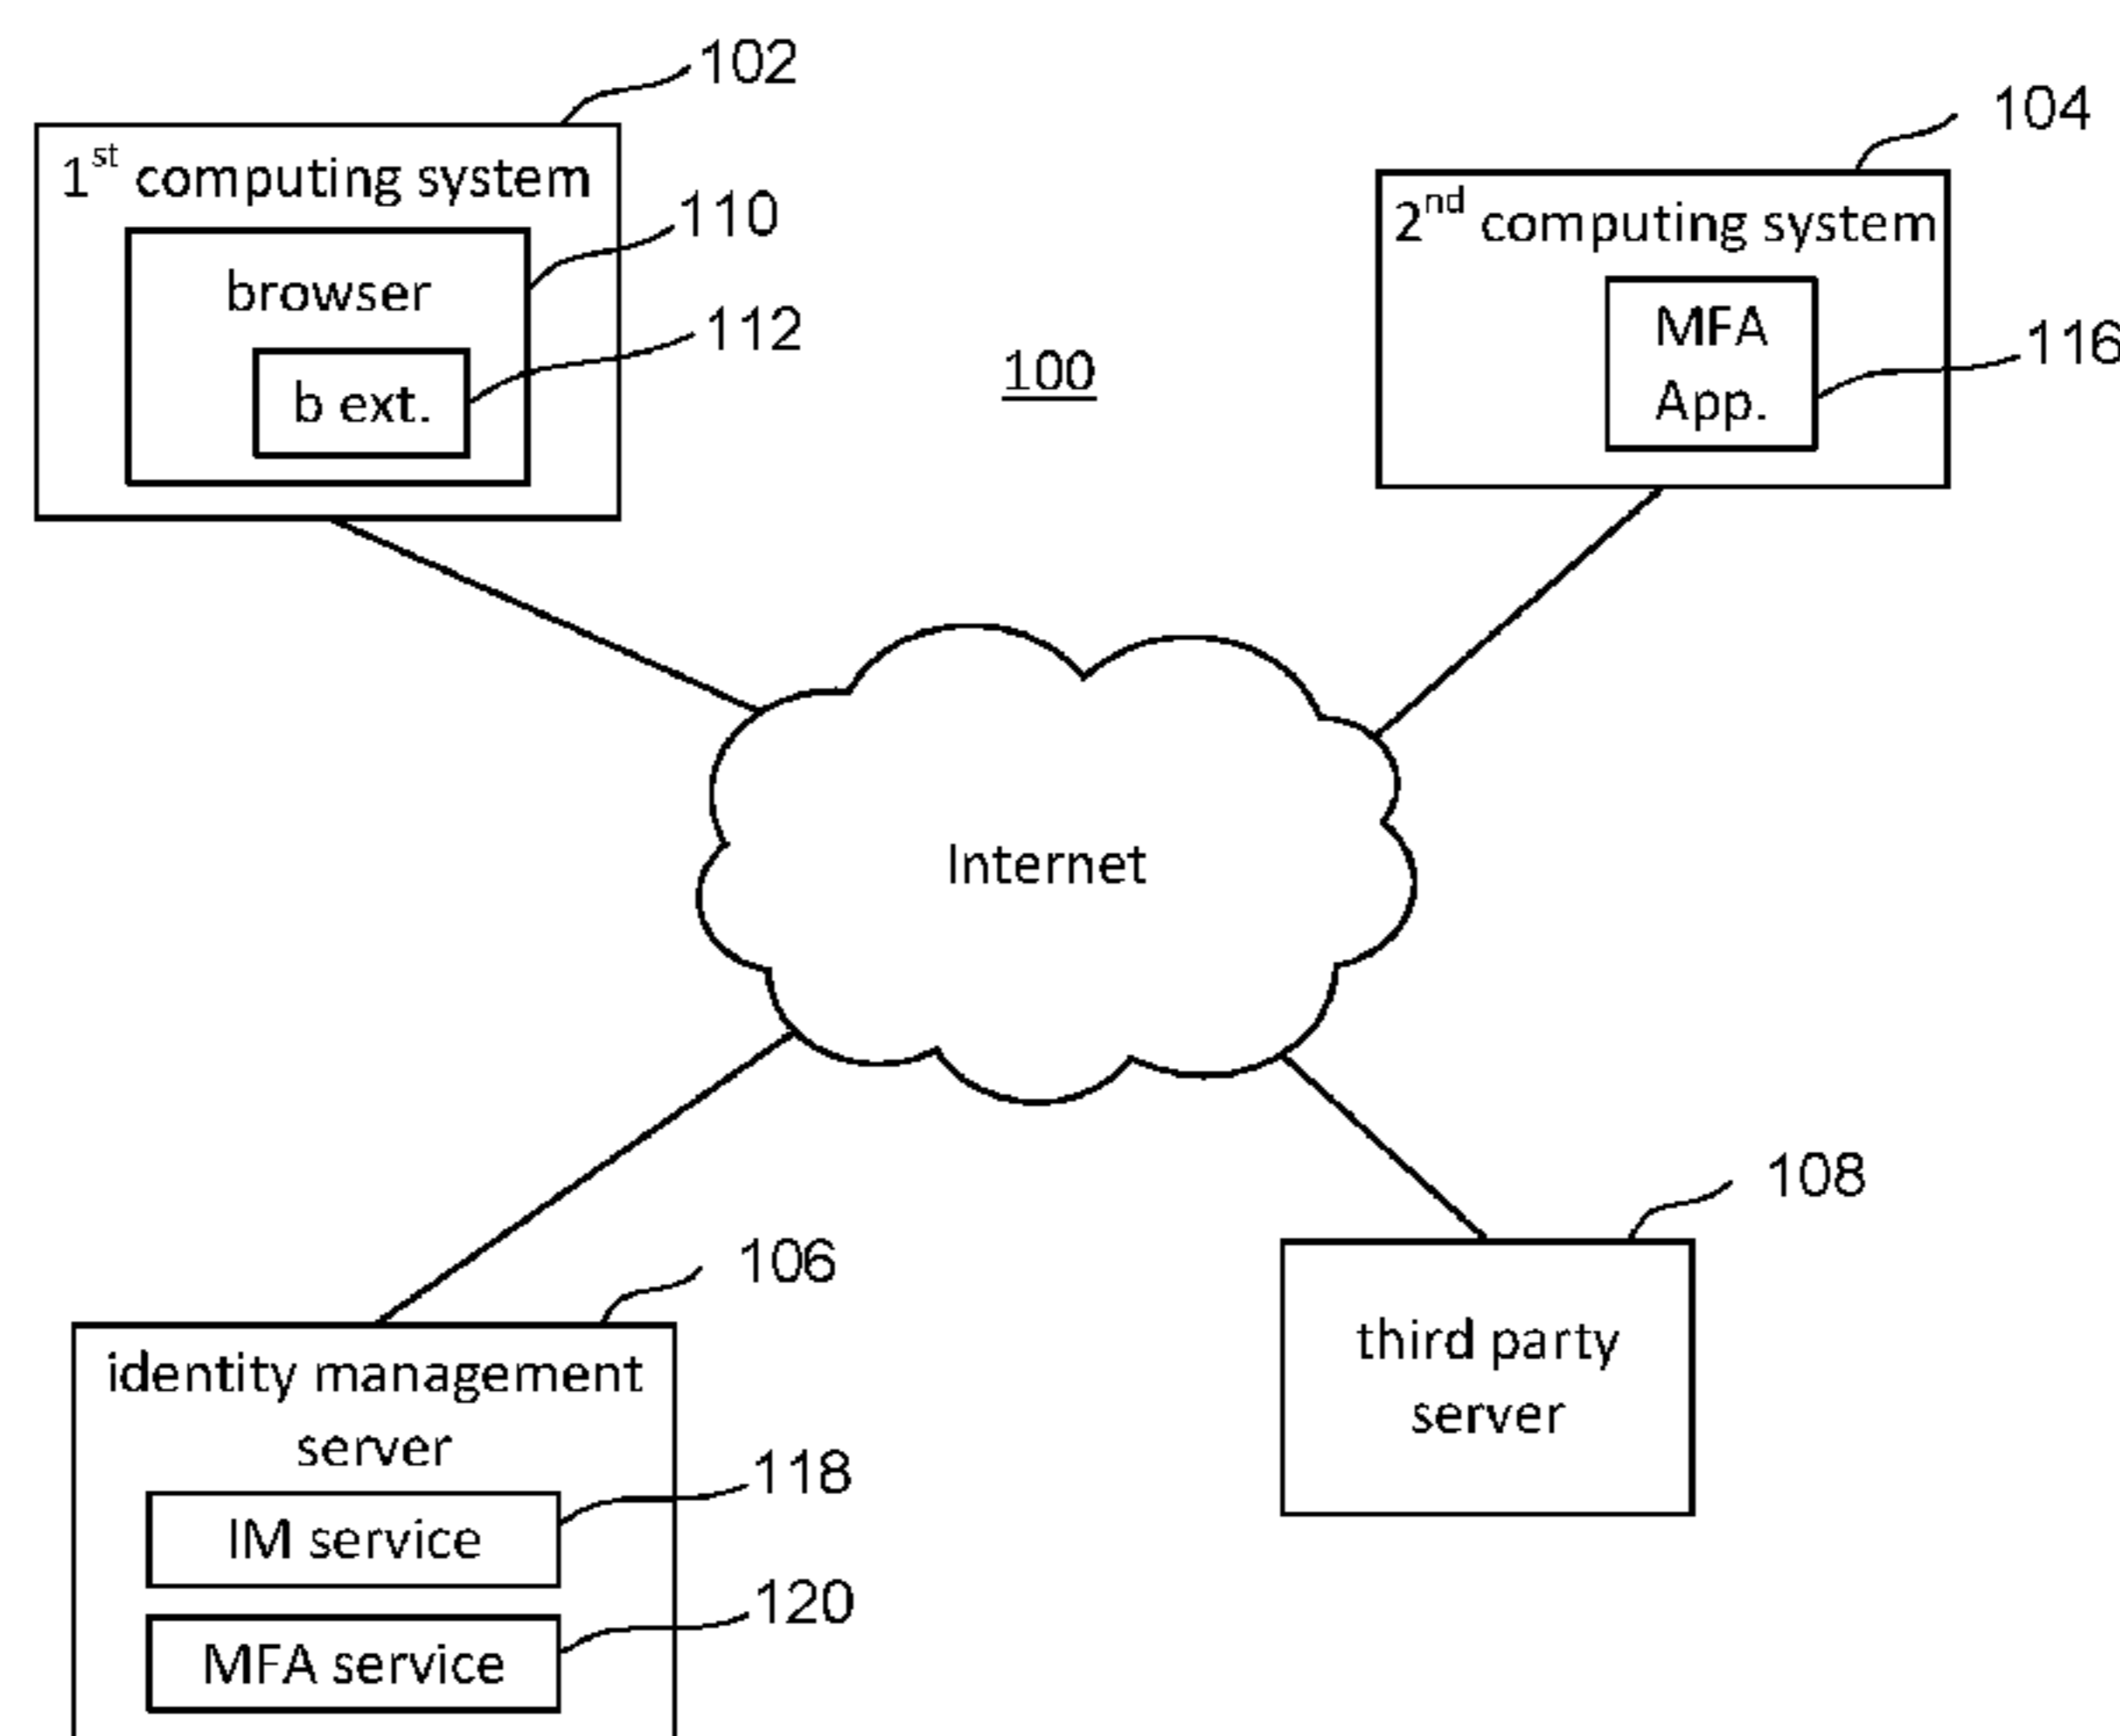 102
1st computing system
110
browser
112
b ext.
100
104
2nd computing system
MFA
App.
116
Internet
106
identity management
server
118
IM service
120
MFA service
108
third party
server